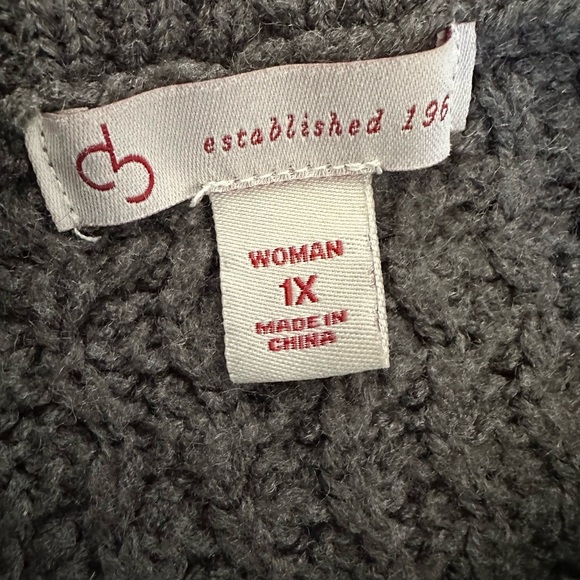 established 196
WOMAN
1X
MADE IN
CHINA